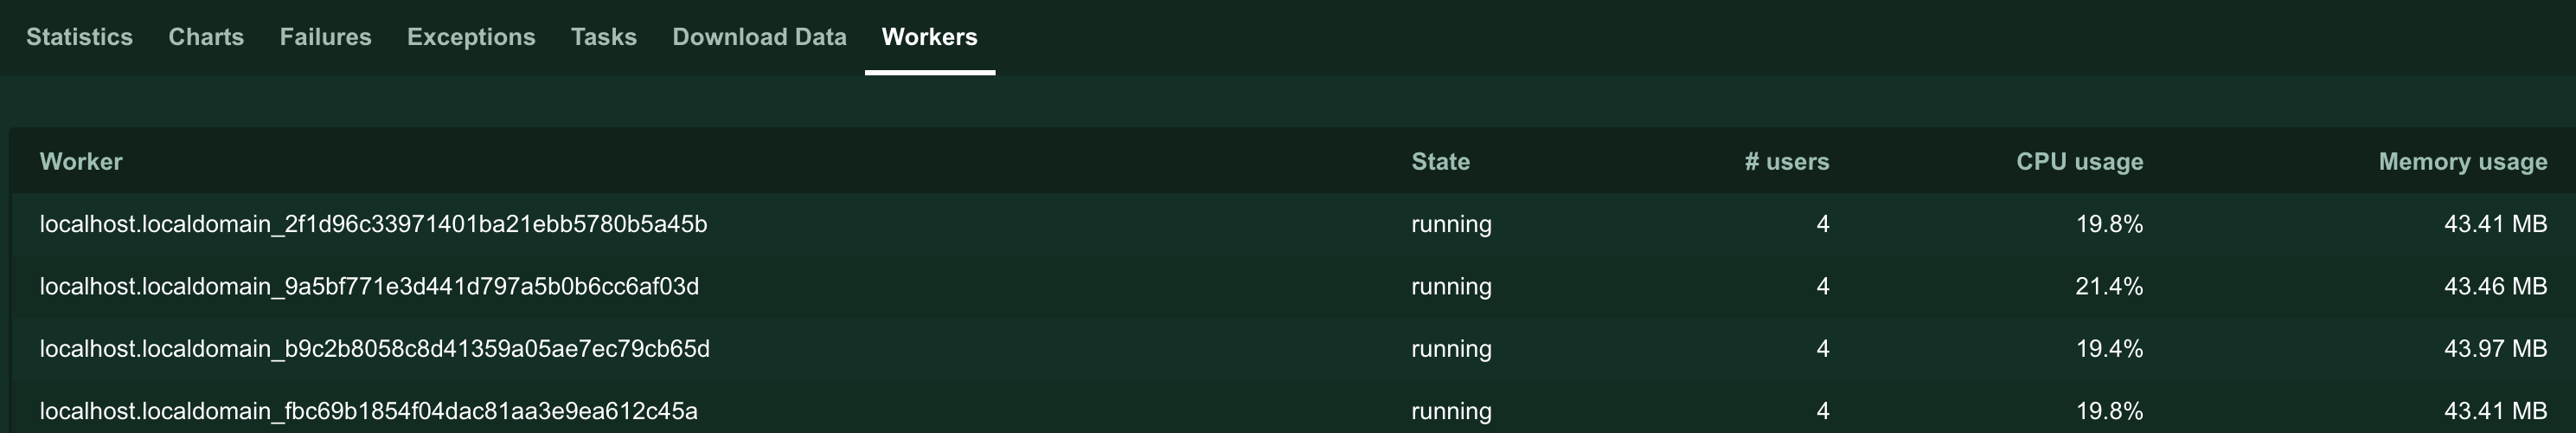 Statistics Charts Failures Exceptions Tasks Download Data Workers
Worker State # users CPU usage Memory usage
localhost.localdomain_2f1d96c33971401ba21ebb5780b5a45b running 4 19.8% 43.41 MB
localhost.localdomain_9a5bf771e3d441d797a5b0b6cc6af03d running 4 21.4% 43.46 MB
localhost.localdomain_b9c2b8058c8d41359a05ae7ec79cb65d running 4 19.4% 43.97 MB
localhost.localdomain_fbc69b1854f04dac81aa3e9ea612c45a running 4 19.8% 43.41 MB